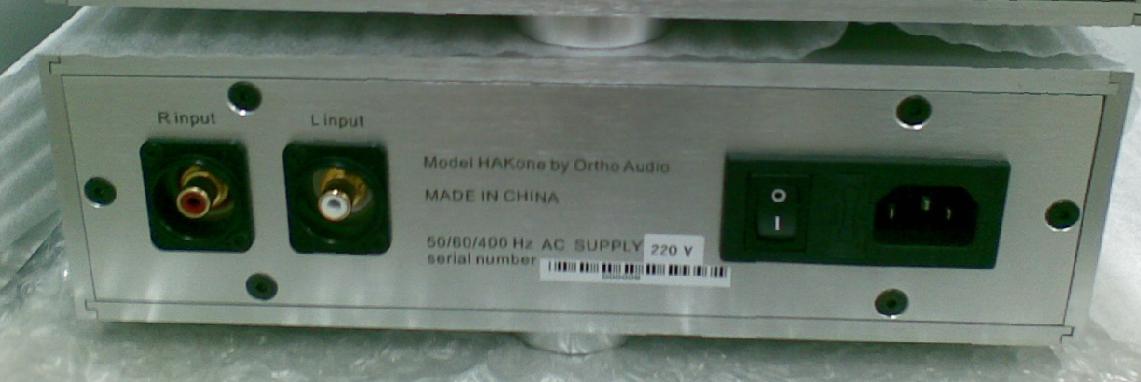 R input
L input
Model HAKone by Ortho Audio
MADE IN CHINA
50/60/400 Hz AC SUPPLY 220 V
serial number
O
I